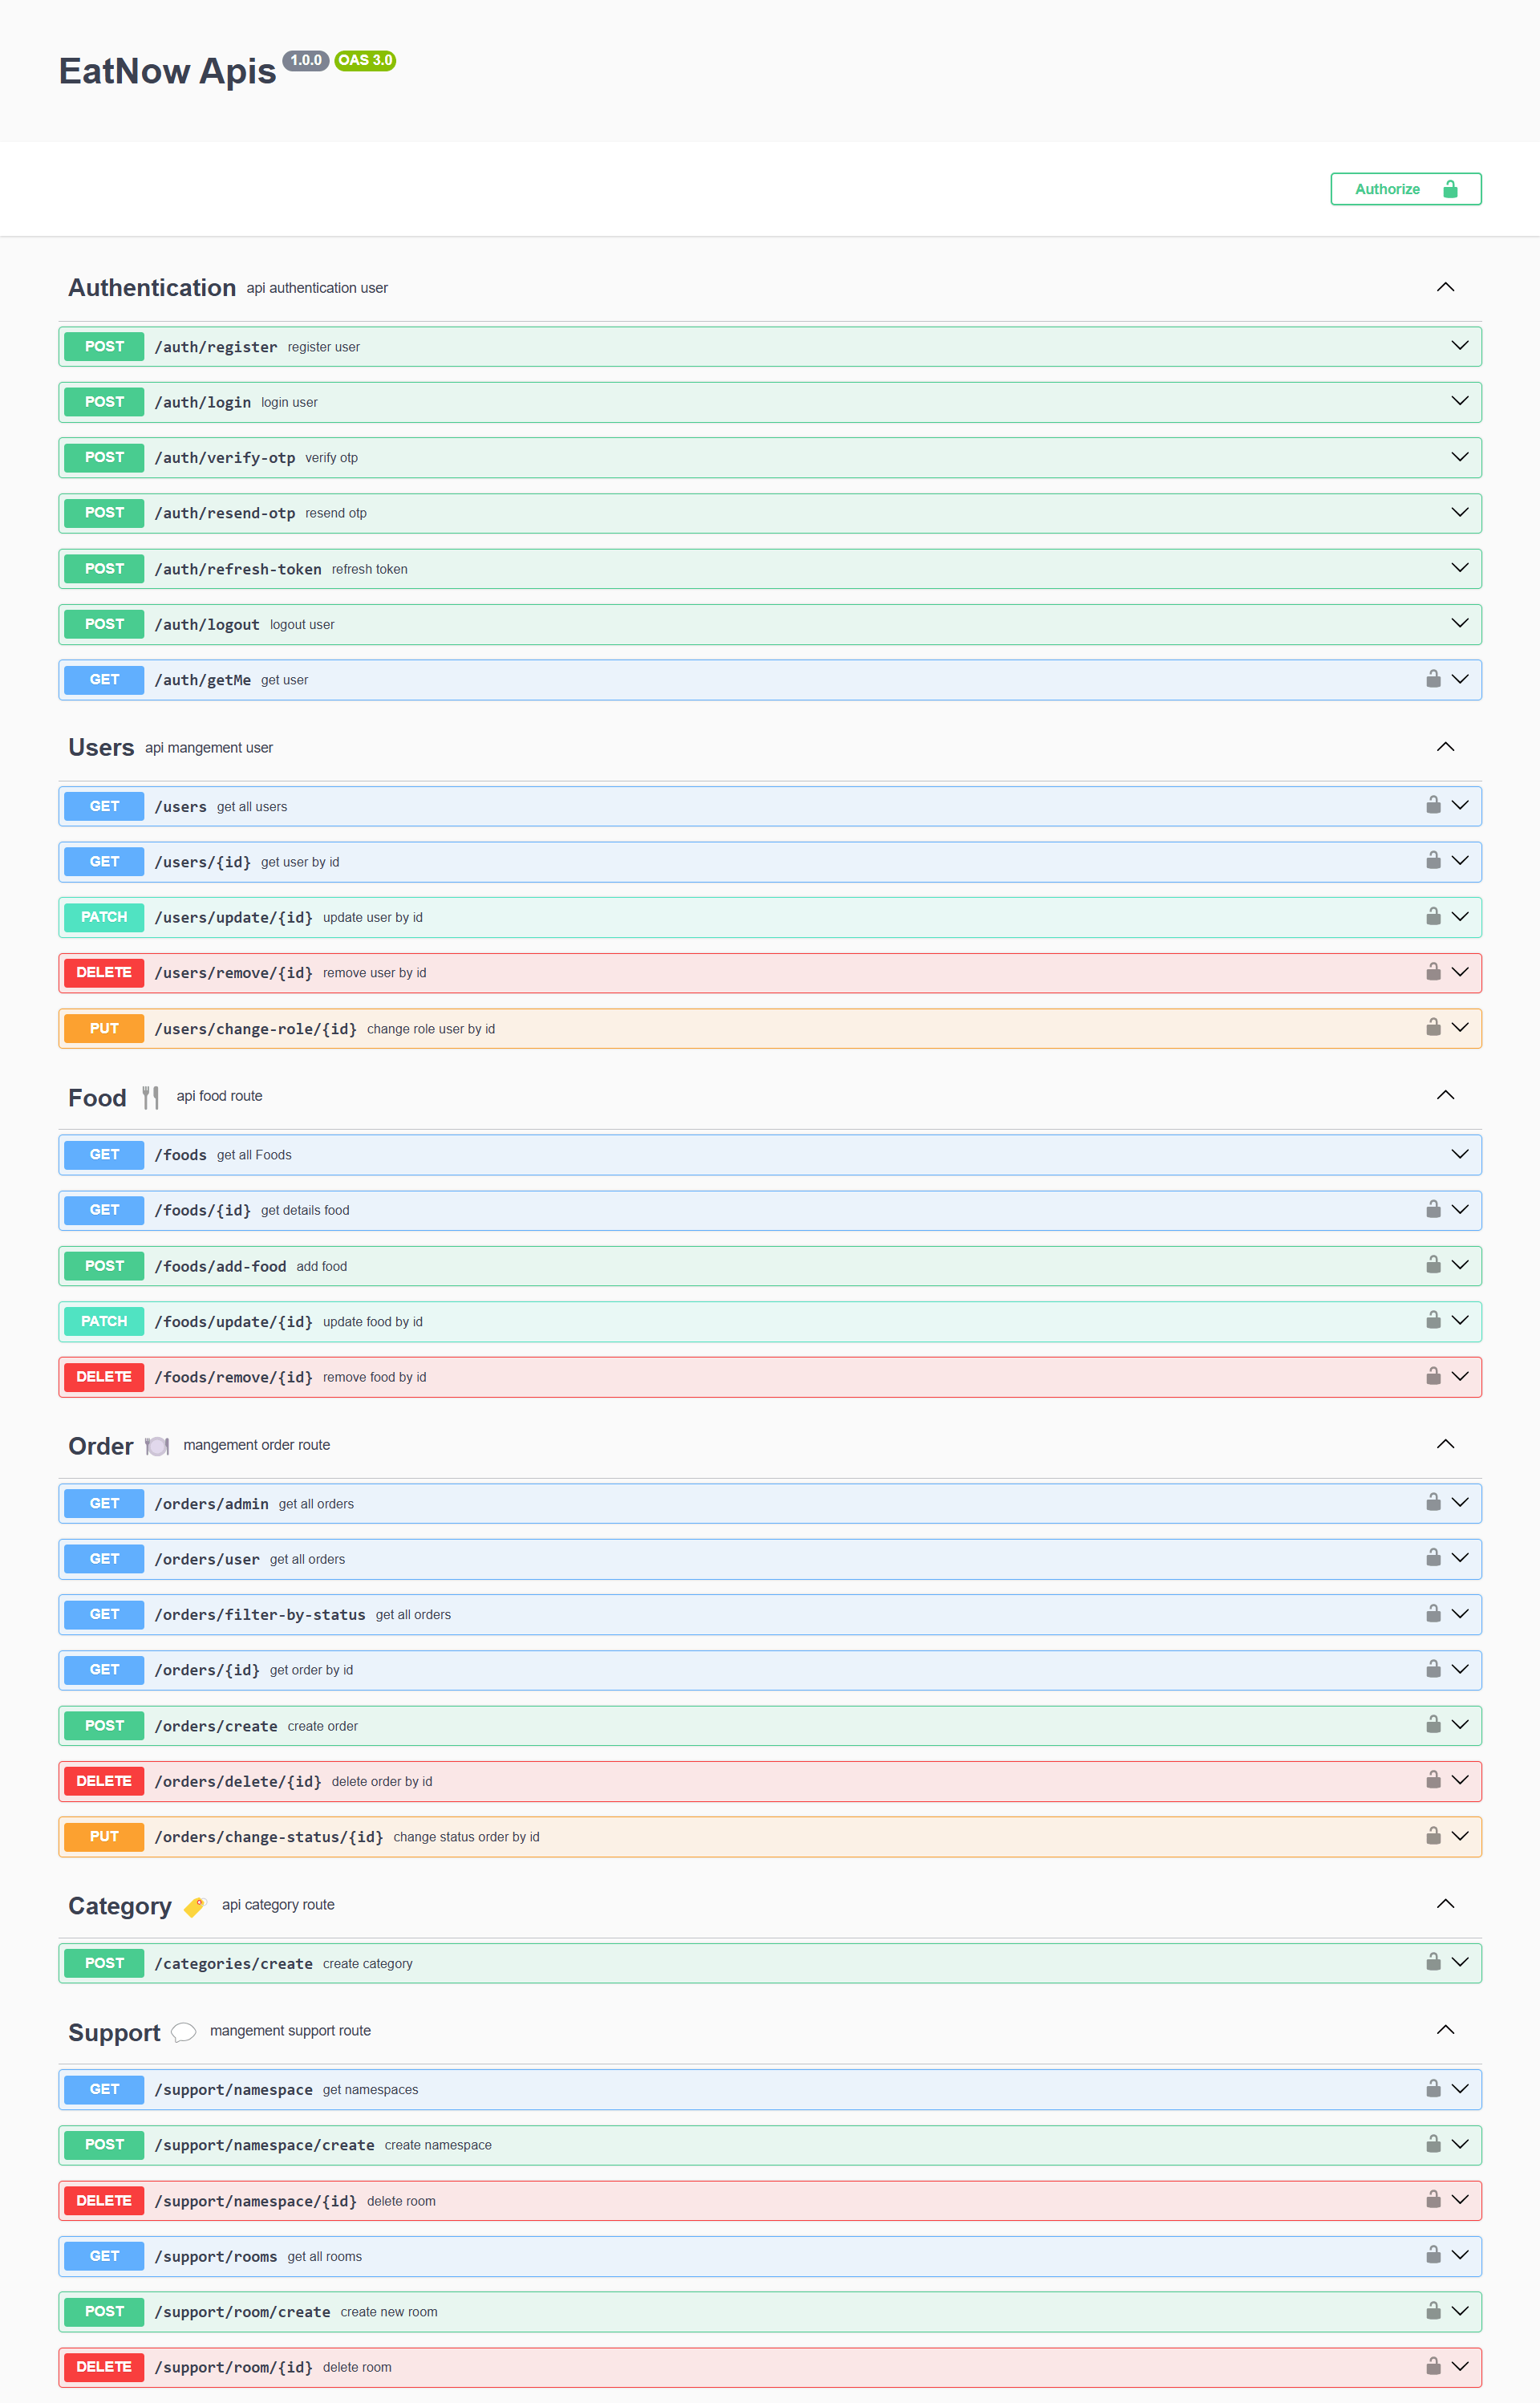 EatNow Apis 1.0.0 OAS 3.0
Authorize
Authentication api authentication user
POST /auth/register register user
POST /auth/login login user
POST /auth/verify-otp verify otp
POST /auth/resend-otp resend otp
POST /auth/refresh-token refresh token
POST /auth/logout logout user
GET /auth/getMe get user
Users api mangement user
GET /users get all users
GET /users/{id} get user by id
PATCH /users/update/{id} update user by id
DELETE /users/remove/{id} remove user by id
PUT /users/change-role/{id} change role user by id
Food api food route
GET /foods get all Foods
GET /foods/{id} get details food
POST /foods/add-food add food
PATCH /foods/update/{id} update food by id
DELETE /foods/remove/{id} remove food by id
Order mangement order route
GET /orders/admin get all orders
GET /orders/user get all orders
GET /orders/filter-by-status get all orders
GET /orders/{id} get order by id
POST /orders/create create order
DELETE /orders/delete/{id} delete order by id
PUT /orders/change-status/{id} change status order by id
Category api category route
POST /categories/create create category
Support mangement support route
GET /support/namespace get namespaces
POST /support/namespace/create create namespace
DELETE /support/namespace/{id} delete room
GET /support/rooms get all rooms
POST /support/room/create create new room
DELETE /support/room/{id} delete room